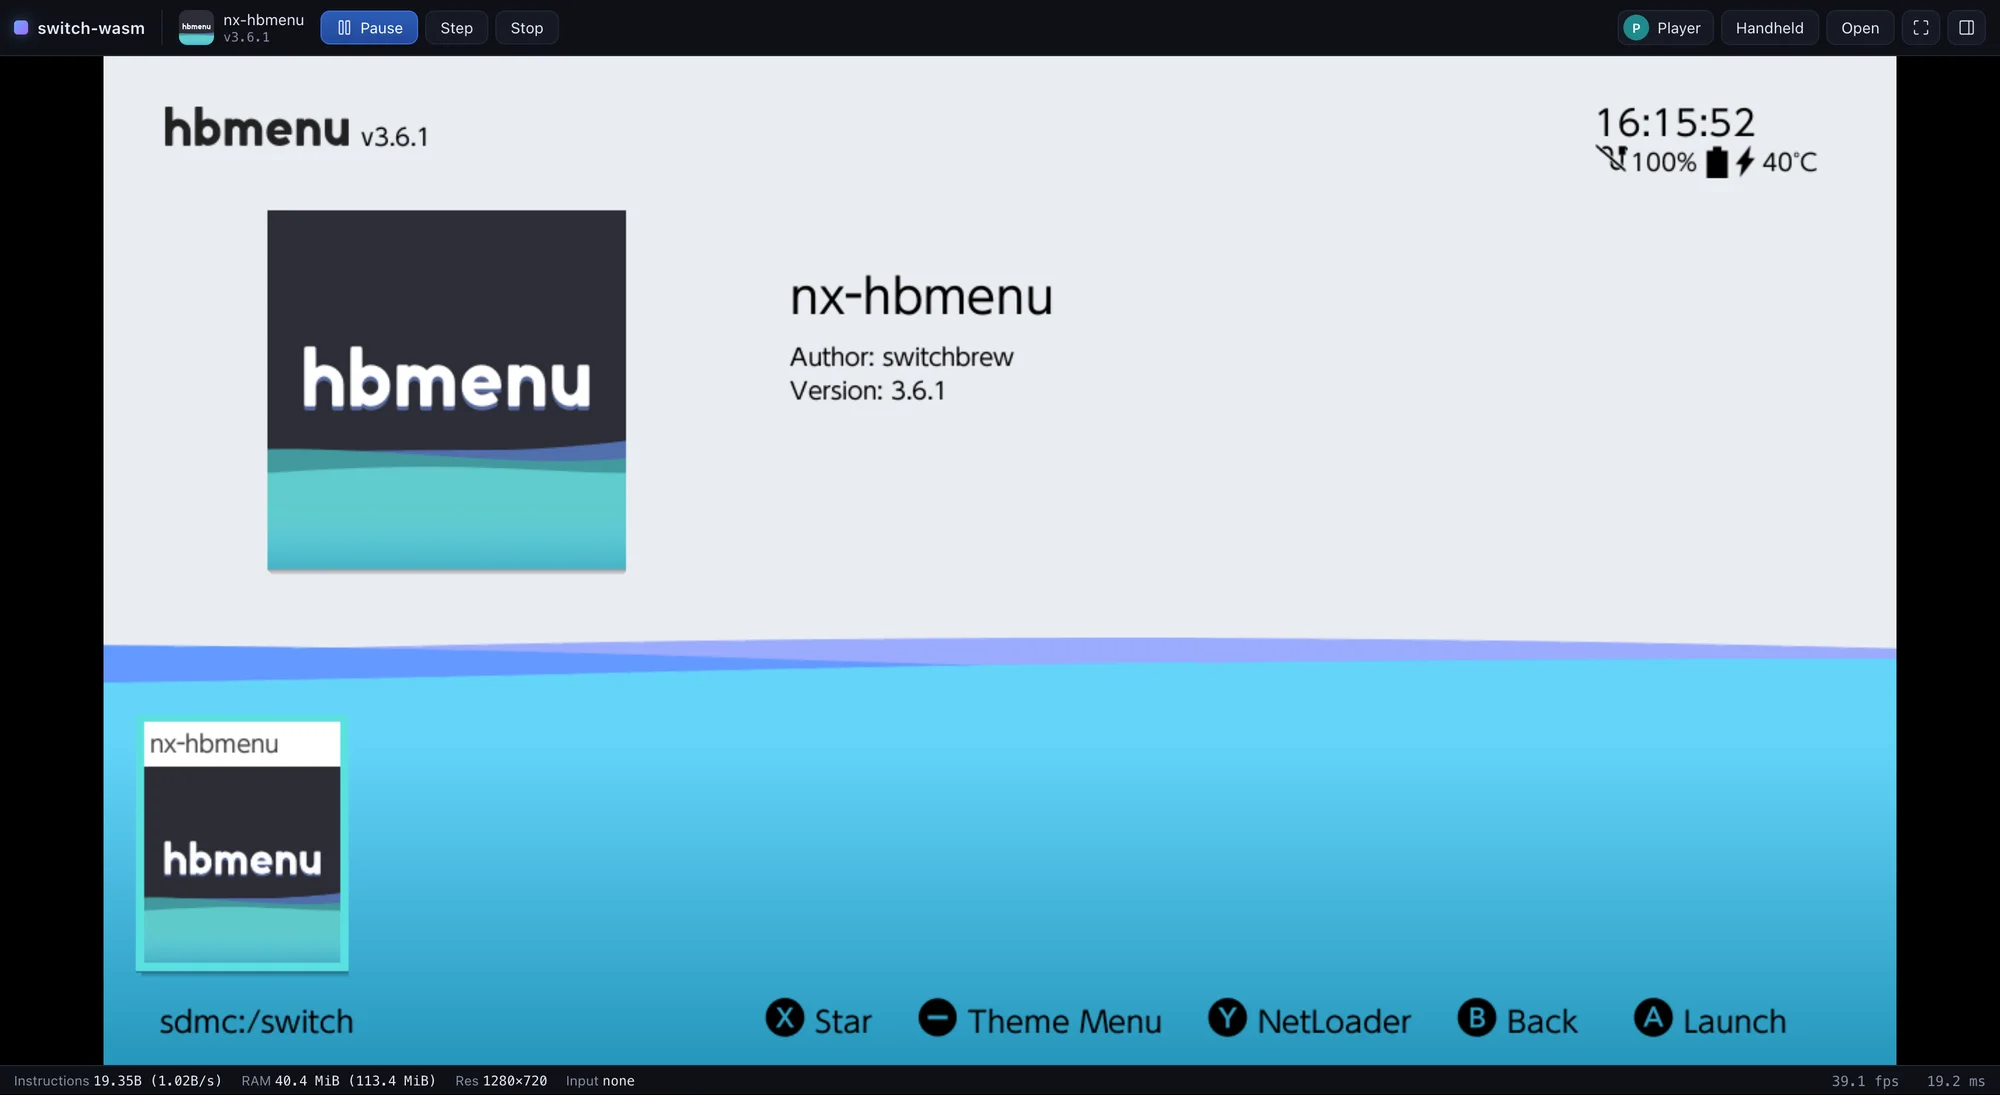 switch-wasm
hbmenu
nx-hbmenu
v3.6.1
Pause
Step
Stop
P
Player
Handheld
Open
hbmenu v3.6.1
16:15:52
100% 40°C
hbmenu
nx-hbmenu
Author: switchbrew
Version: 3.6.1
nx-hbmenu
hbmenu
sdmc:/switch
X Star
Theme Menu
Y NetLoader
B Back
A Launch
Instructions 19.35B (1.02B/s) RAM 40.4 MiB (113.4 MiB) Res 1280×720 Input none
39.1 fps 19.2 ms